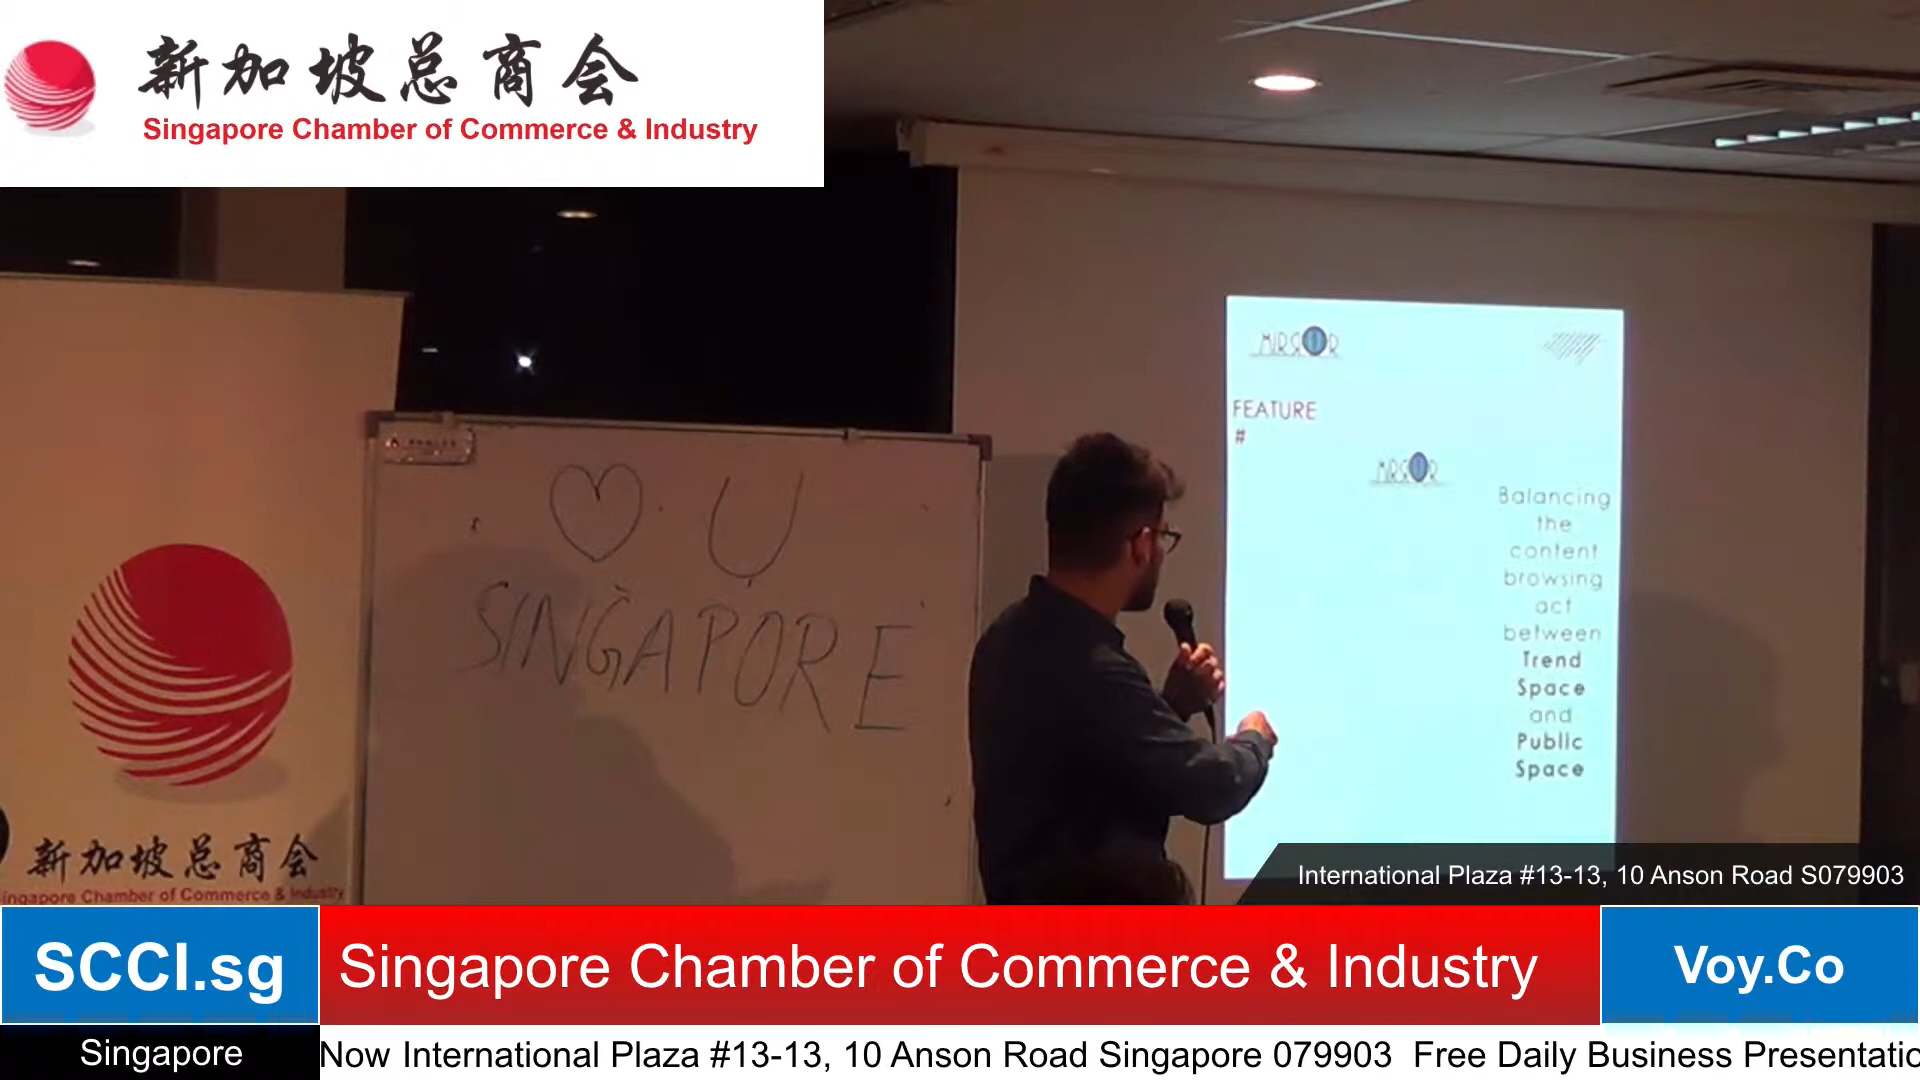 新加坡总商会
Singapore Chamber of Commerce & Industry
MIRROR
FEATURE
#
MIRROR
Balancing
the
content
browsing
act
between
Trend
Space
and
Public
Space
♡ U
SINGAPORE
新加坡总商会
ingapore Chamber of Commerce & Industry
International Plaza #13-13, 10 Anson Road S079903
SCCI.sg
Singapore Chamber of Commerce & Industry
Voy.Co
Singapore
Now International Plaza #13-13, 10 Anson Road Singapore 079903 Free Daily Business Presentatio